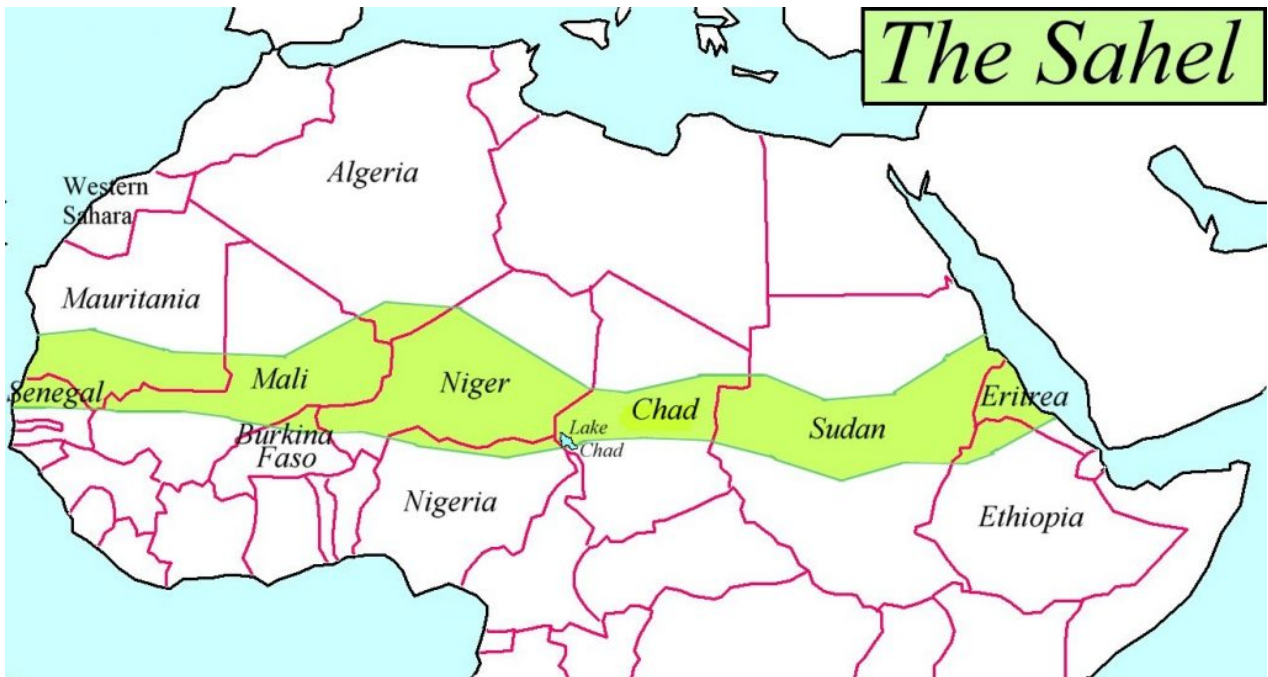 The Sahel
Algeria
Western
Sahara
Mauritania
Senegal
Mali
Niger
Chad
Eritrea
Sudan
Lake
Chad
Burkina
Faso
Nigeria
Ethiopia